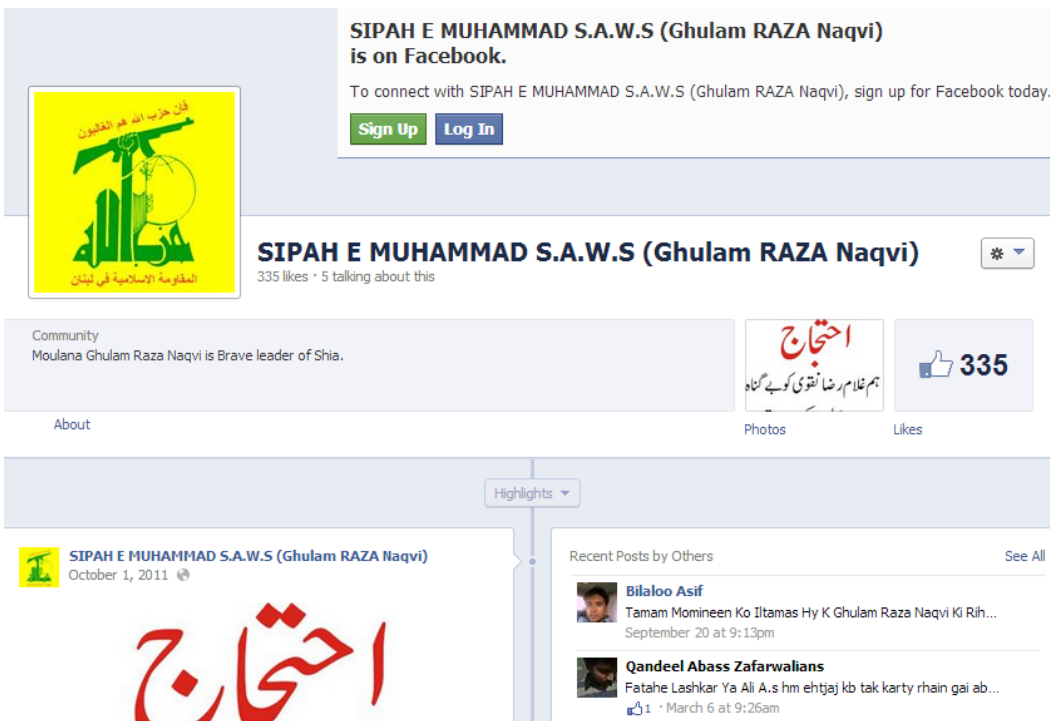 SIPAH E MUHAMMAD S.A.W.S (Ghulam RAZA Naqvi)
is on Facebook.
To connect with SIPAH E MUHAMMAD S.A.W.S (Ghulam RAZA Naqvi), sign up for Facebook today.
Sign Up Log In
فان حزب الله هم الغالبون
حزب الله
المقاومة الاسلامية في لبنان
SIPAH E MUHAMMAD S.A.W.S (Ghulam RAZA Naqvi)
335 likes · 5 talking about this
Community
Moulana Ghulam Raza Naqvi is Brave leader of Shia.
About
احتجاج
ہم غلام رضا نقوی کو بے گناہ
Photos
335
Likes
Highlights
SIPAH E MUHAMMAD S.A.W.S (Ghulam RAZA Naqvi)
October 1, 2011
احتجاج
Recent Posts by Others
See All
Bilaloo Asif
Tamam Momineen Ko Iltamas Hy K Ghulam Raza Naqvi Ki Rih...
September 20 at 9:13pm
Qandeel Abass Zafarwalians
Fatahe Lashkar Ya Ali A.s hm ehtjaj kb tak karty rhain gai ab...
1 · March 6 at 9:26am